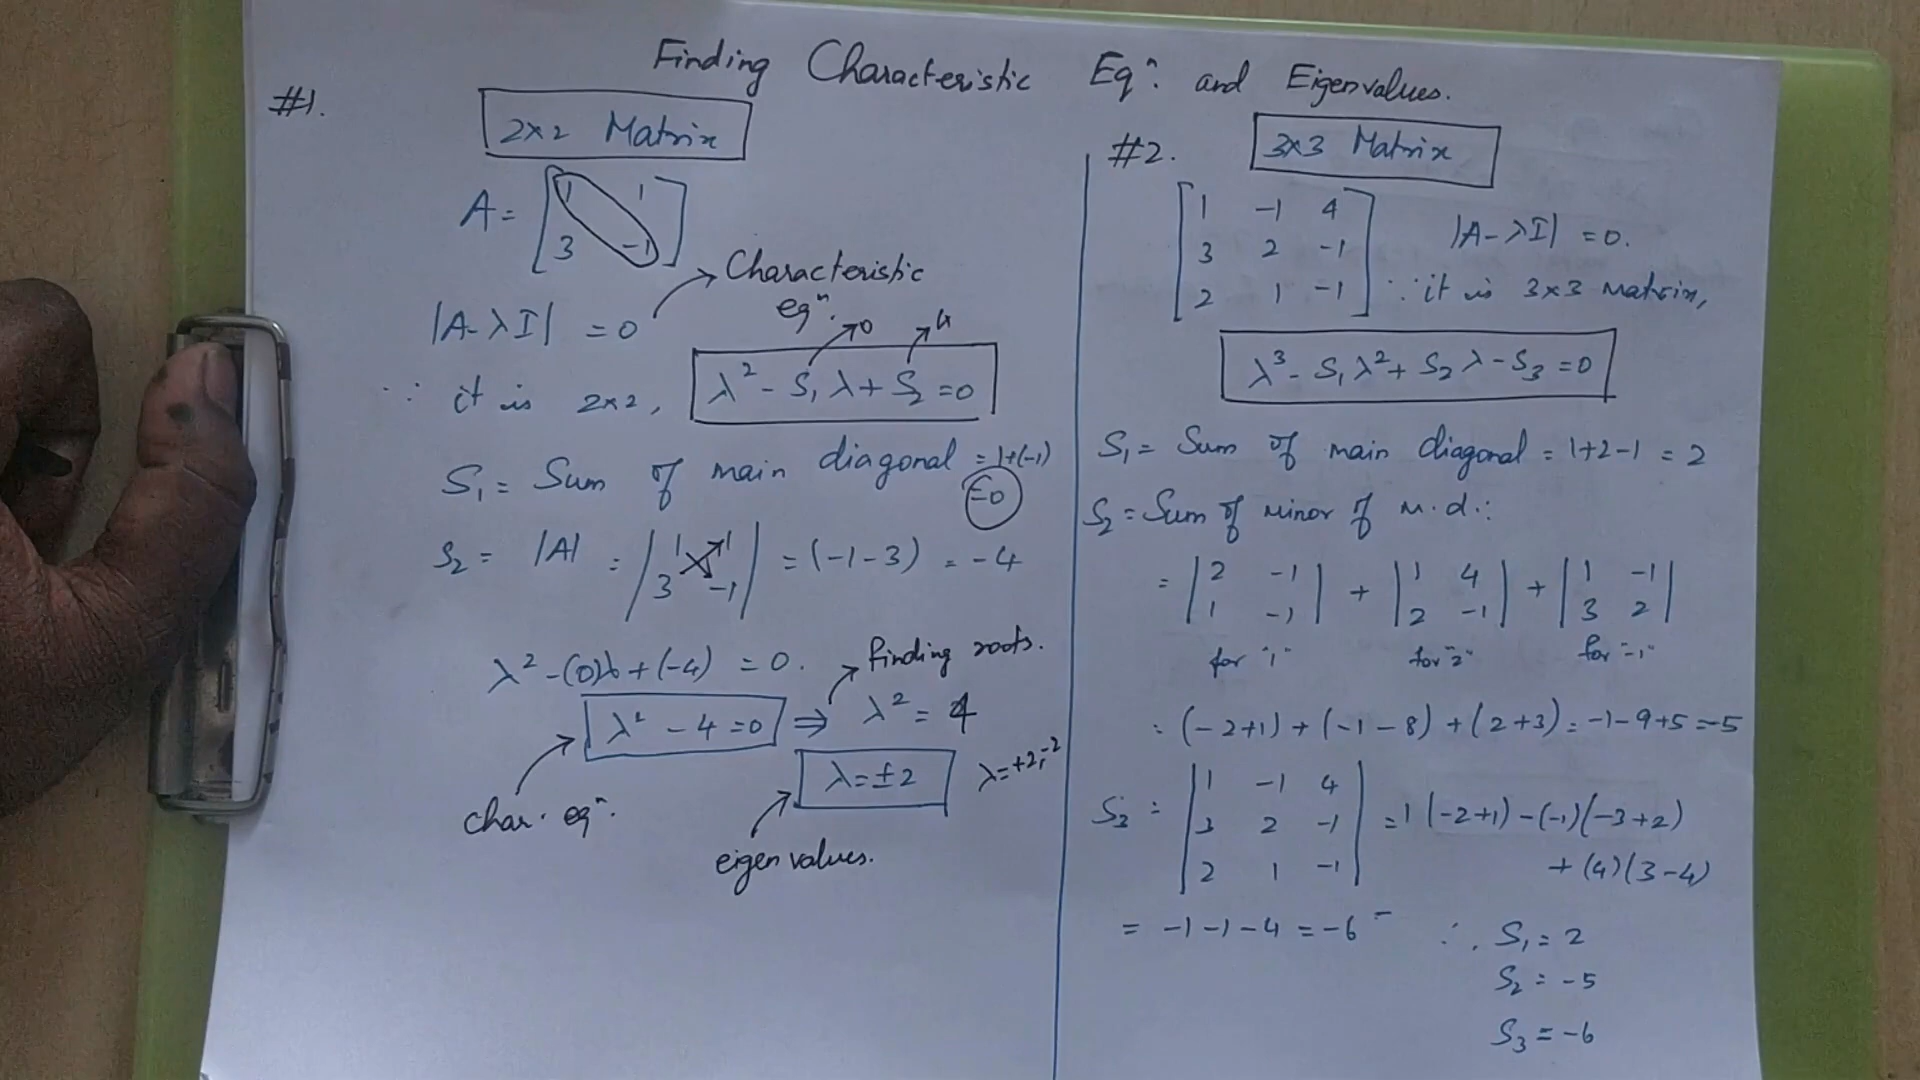 Finding Characteristic Eqⁿ. and Eigenvalues.
#1.
2×2 Matrix
A = [1 1
3 -1]
|A-λI| = 0 → Characteristic eqⁿ.
∵ it is 2×2, λ² - S₁λ + S₂ = 0
→ 0 → 4
S₁ = Sum of main diagonal = 1+(-1)
= 0
S₂ = |A| = |1 1
3 -1| = (-1-3) = -4
λ² - (0)λ + (-4) = 0.
→ finding roots.
λ² - 4 = 0 ⇒ λ² = 4
λ = ±2 λ = +2, -2
char. eqⁿ.
eigen values.
#2.
3×3 Matrix
[1 -1 4
3 2 -1
2 1 -1]
|A-λI| = 0.
∵ it is 3×3 matrix,
λ³ - S₁λ² + S₂λ - S₃ = 0
S₁ = Sum of main diagonal = 1+2-1 = 2
S₂ = Sum of minor of m.d.:
= |2 -1
1 -1| + |1 4
2 -1| + |1 -1
3 2|
for "1" for "2" for "-1"
= (-2+1) + (-1-8) + (2+3) = -1-9+5 = -5
S₃ = |1 -1 4
3 2 -1
2 1 -1| = 1(-2+1) - (-1)(-3+2)
+ (4)(3-4)
= -1-1-4 = -6
∴, S₁ = 2
S₂ = -5
S₃ = -6